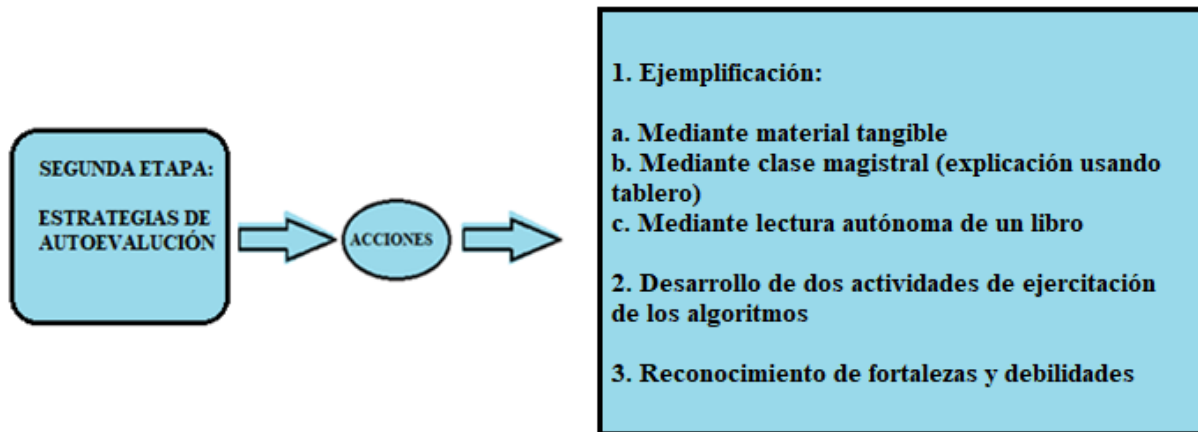 SEGUNDA ETAPA:
ESTRATEGIAS DE
AUTOEVALUCIÓN
ACCIONES
1. Ejemplificación:
a. Mediante material tangible
b. Mediante clase magistral (explicación usando
tablero)
c. Mediante lectura autónoma de un libro
2. Desarrollo de dos actividades de ejercitación
de los algoritmos
3. Reconocimiento de fortalezas y debilidades